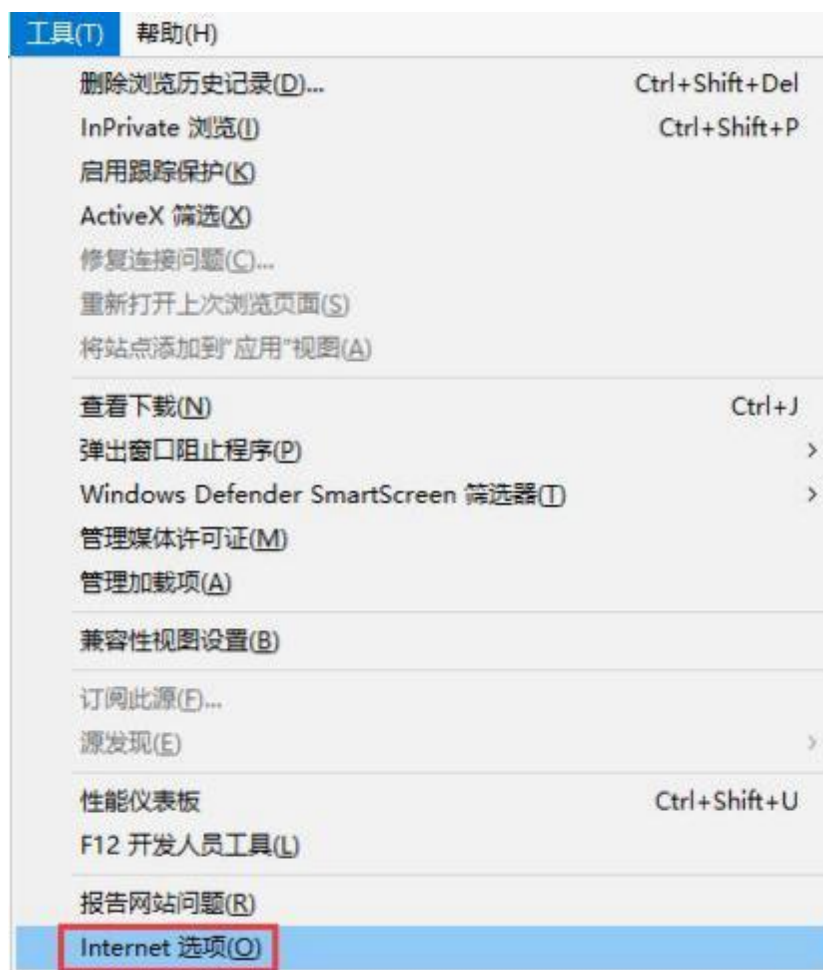 工具(T) 帮助(H)
删除浏览历史记录(D)... Ctrl+Shift+Del
InPrivate 浏览(I) Ctrl+Shift+P
启用跟踪保护(K)
ActiveX 筛选(X)
修复连接问题(C)...
重新打开上次浏览页面(S)
将站点添加到“应用”视图(A)
查看下载(N) Ctrl+J
弹出窗口阻止程序(P) >
Windows Defender SmartScreen 筛选器(T) >
管理媒体许可证(M)
管理加载项(A)
兼容性视图设置(B)
订阅此源(F)...
源发现(E) >
性能仪表板 Ctrl+Shift+U
F12 开发人员工具(L)
报告网站问题(R)
Internet 选项(O)